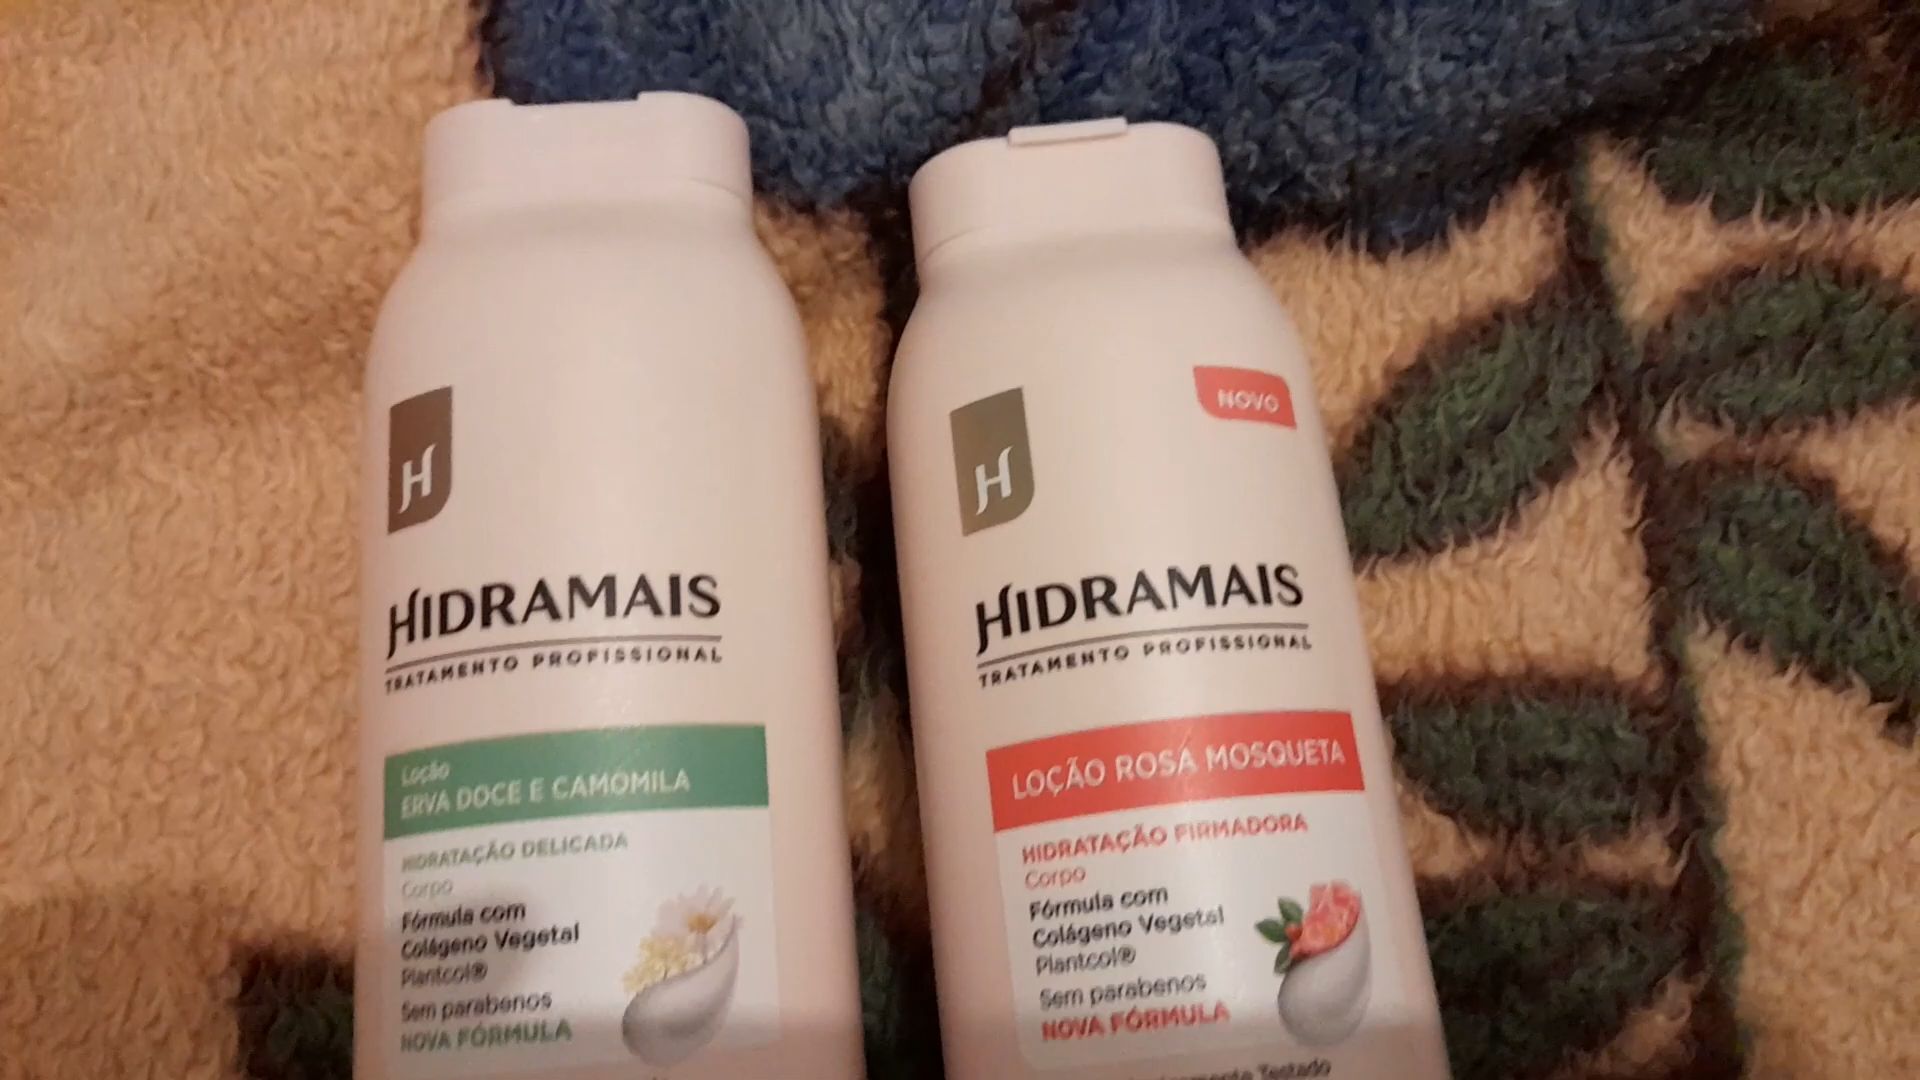 H
HIDRAMAIS
TRATAMENTO PROFISSIONAL
Loção
ERVA DOCE E CAMOMILA
HIDRATAÇÃO DELICADA
Corpo
Fórmula com
Colágeno Vegetal
Plantcol®
Sem parabenos
NOVA FÓRMULA
NOVO
H
HIDRAMAIS
TRATAMENTO PROFISSIONAL
LOÇÃO ROSA MOSQUETA
HIDRATAÇÃO FIRMADORA
Corpo
Fórmula com
Colágeno Vegetal
Plantcol®
Sem parabenos
NOVA FÓRMULA
Testado